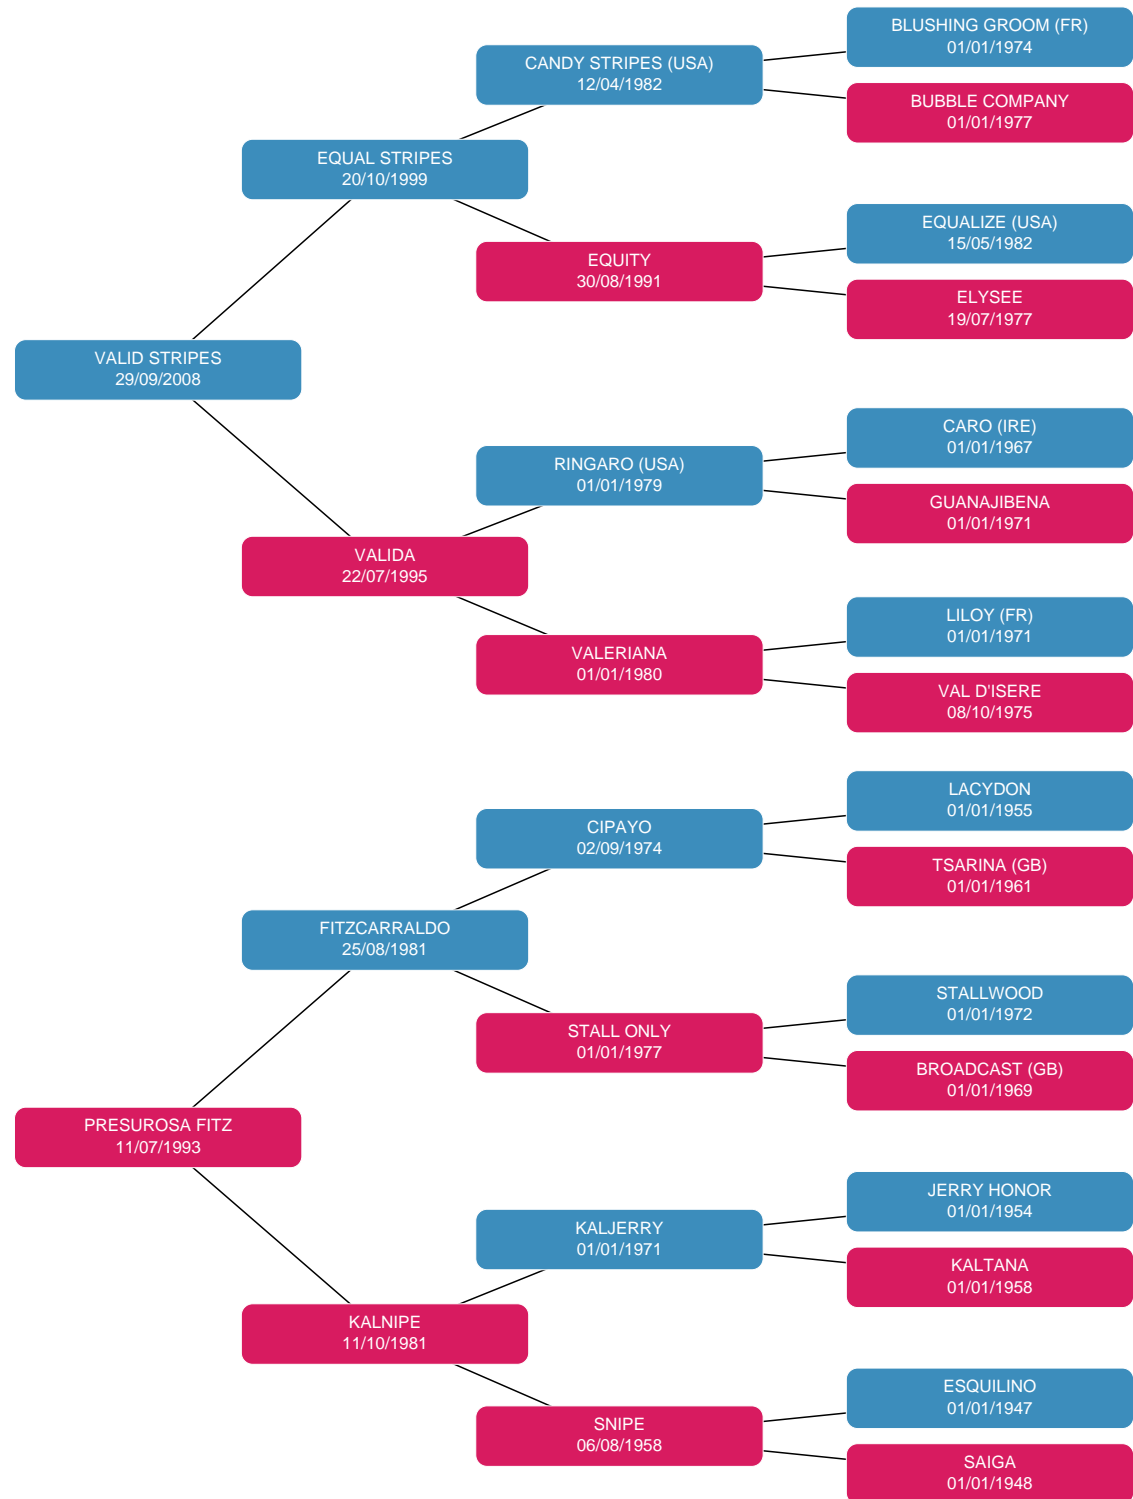 BLUSHING GROOM (FR)
01/01/1974
CANDY STRIPES (USA)
12/04/1982
BUBBLE COMPANY
01/01/1977
EQUAL STRIPES
20/10/1999
EQUALIZE (USA)
15/05/1982
EQUITY
30/08/1991
ELYSEE
19/07/1977
VALID STRIPES
29/09/2008
CARO (IRE)
01/01/1967
RINGARO (USA)
01/01/1979
GUANAJIBENA
01/01/1971
VALIDA
22/07/1995
LILOY (FR)
01/01/1971
VALERIANA
01/01/1980
VAL D'ISERE
08/10/1975
LACYDON
01/01/1955
CIPAYO
02/09/1974
TSARINA (GB)
01/01/1961
FITZCARRALDO
25/08/1981
STALLWOOD
01/01/1972
STALL ONLY
01/01/1977
BROADCAST (GB)
01/01/1969
PRESUROSA FITZ
11/07/1993
JERRY HONOR
01/01/1954
KALJERRY
01/01/1971
KALTANA
01/01/1958
KALNIPE
11/10/1981
ESQUILINO
01/01/1947
SNIPE
06/08/1958
SAIGA
01/01/1948